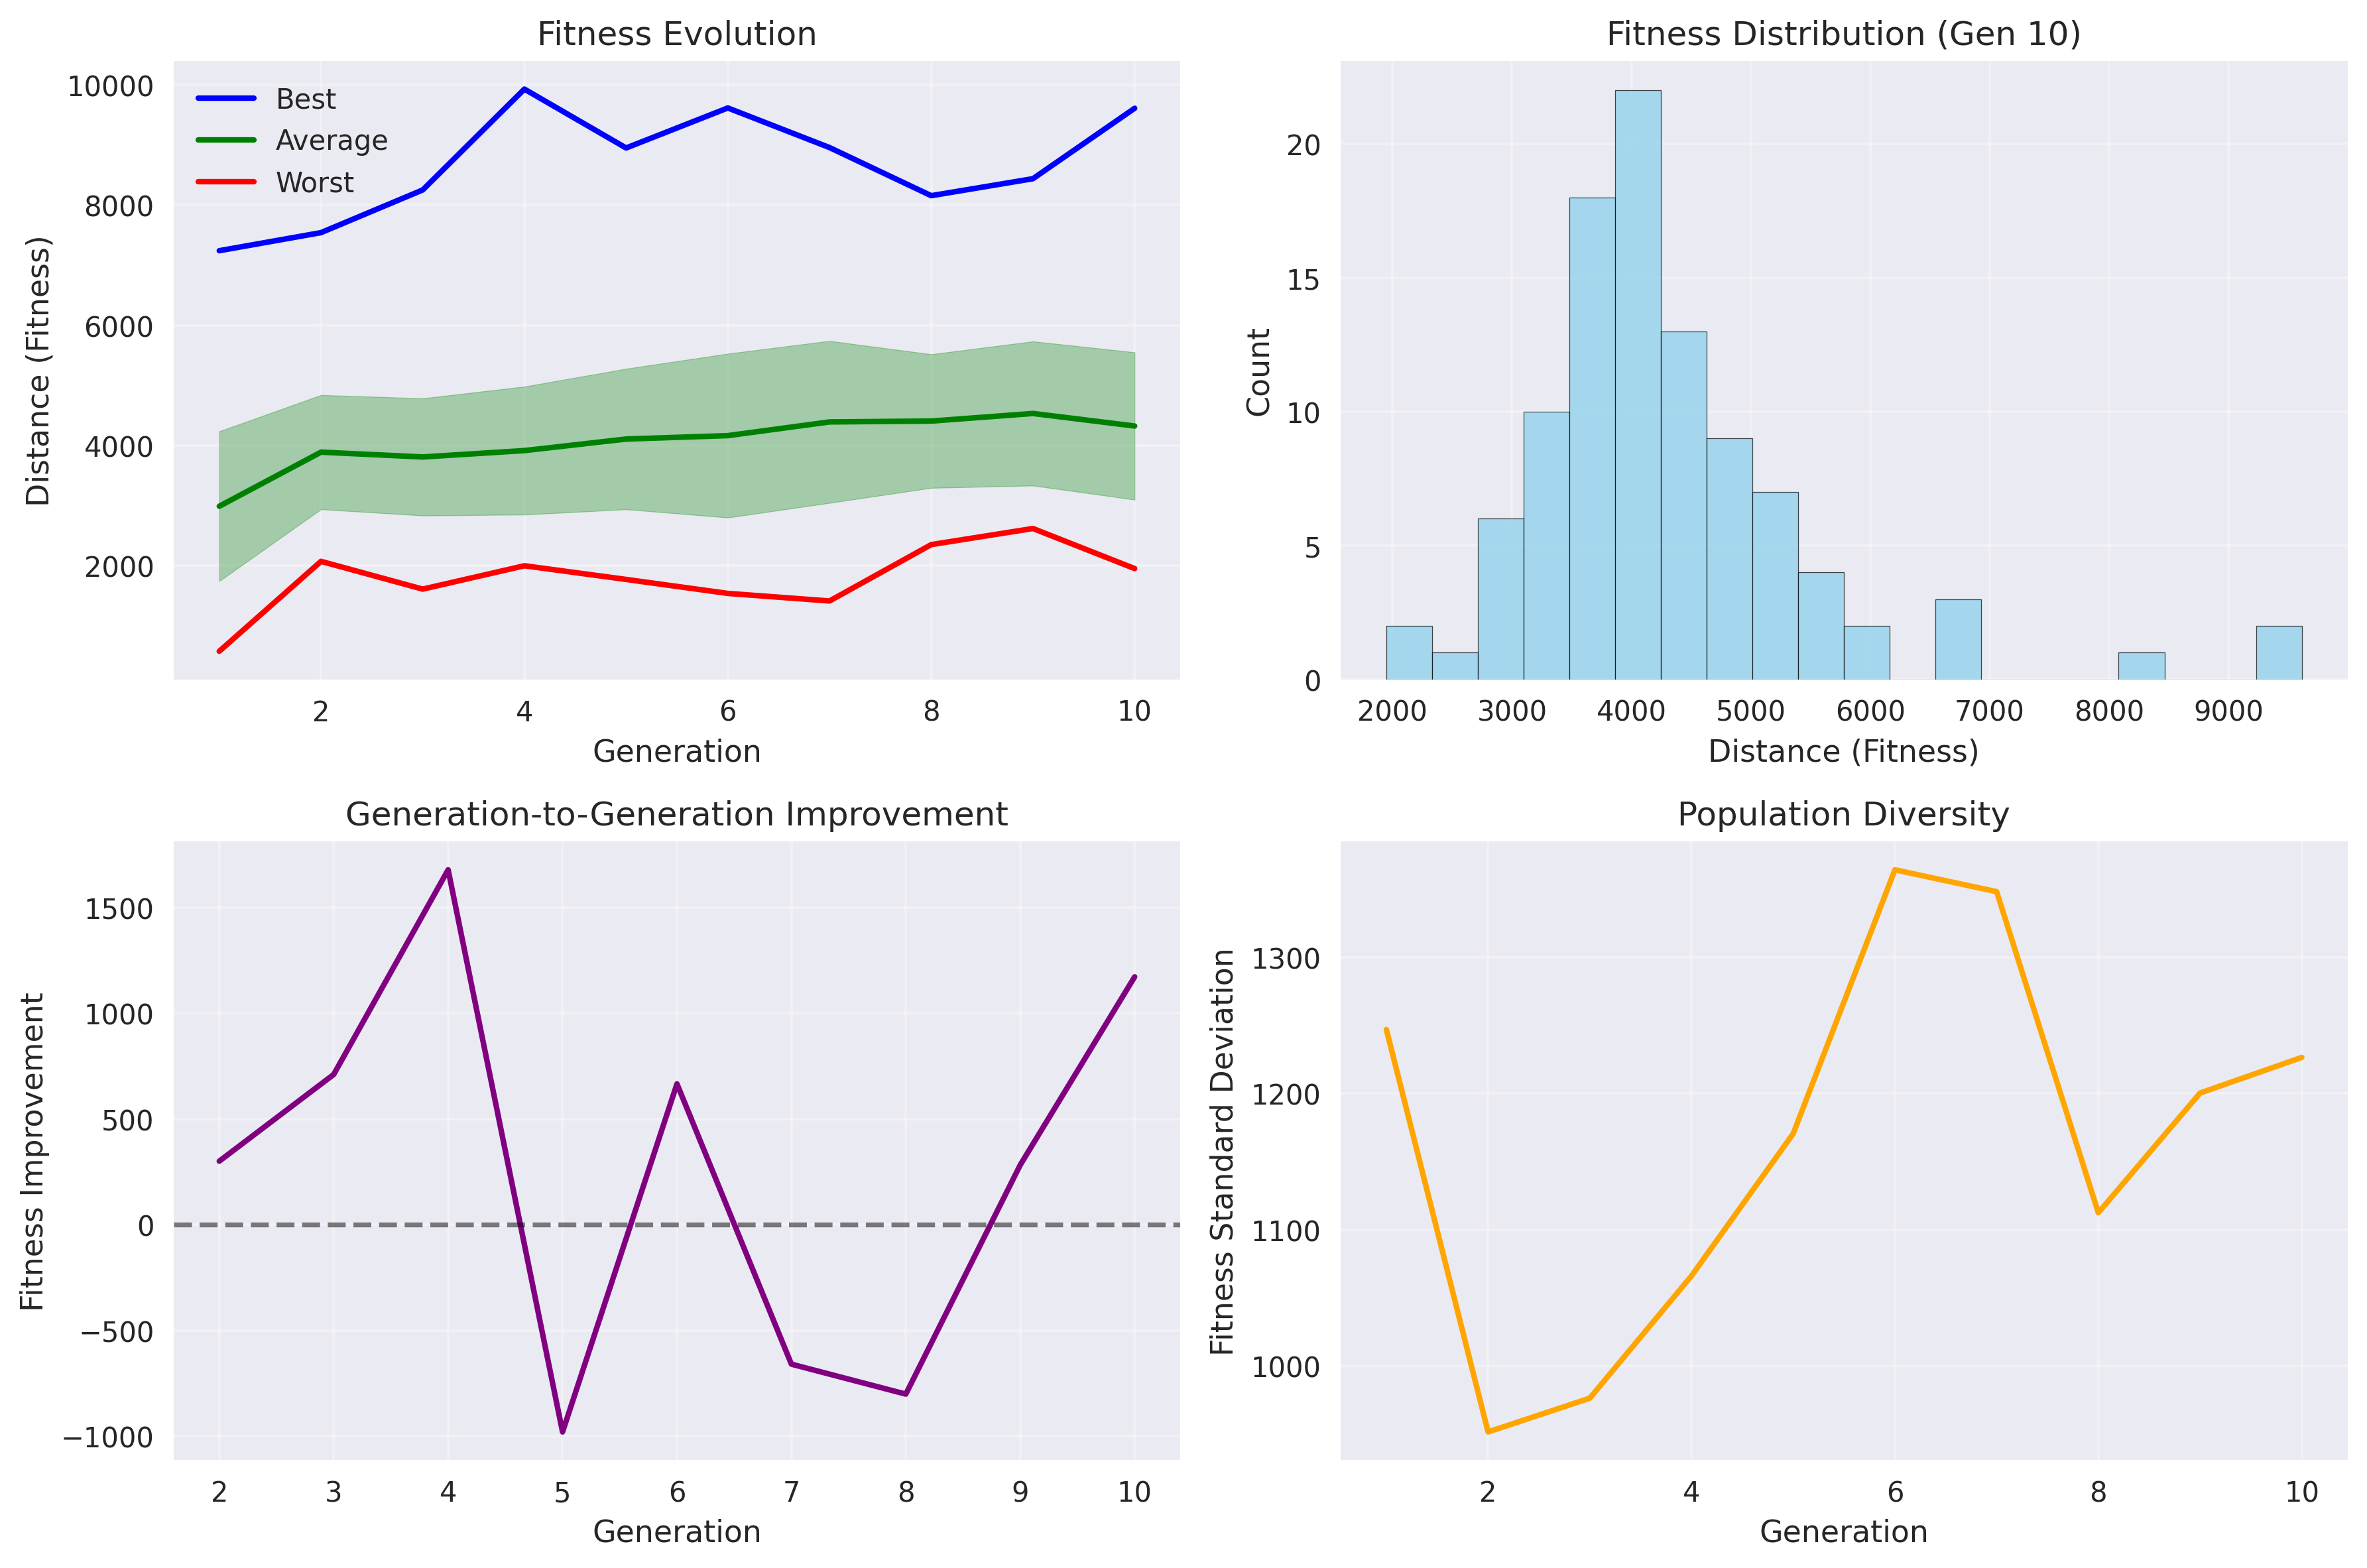 Fitness Evolution
10000
8000
6000
4000
2000
Distance (Fitness)
Best
Average
Worst
2 4 6 8 10
Generation
Fitness Distribution (Gen 10)
20
15
10
5
0
Count
2000 3000 4000 5000 6000 7000 8000 9000
Distance (Fitness)
Generation-to-Generation Improvement
1500
1000
500
0
−500
−1000
Fitness Improvement
2 3 4 5 6 7 8 9 10
Generation
Population Diversity
1300
1200
1100
1000
Fitness Standard Deviation
2 4 6 8 10
Generation